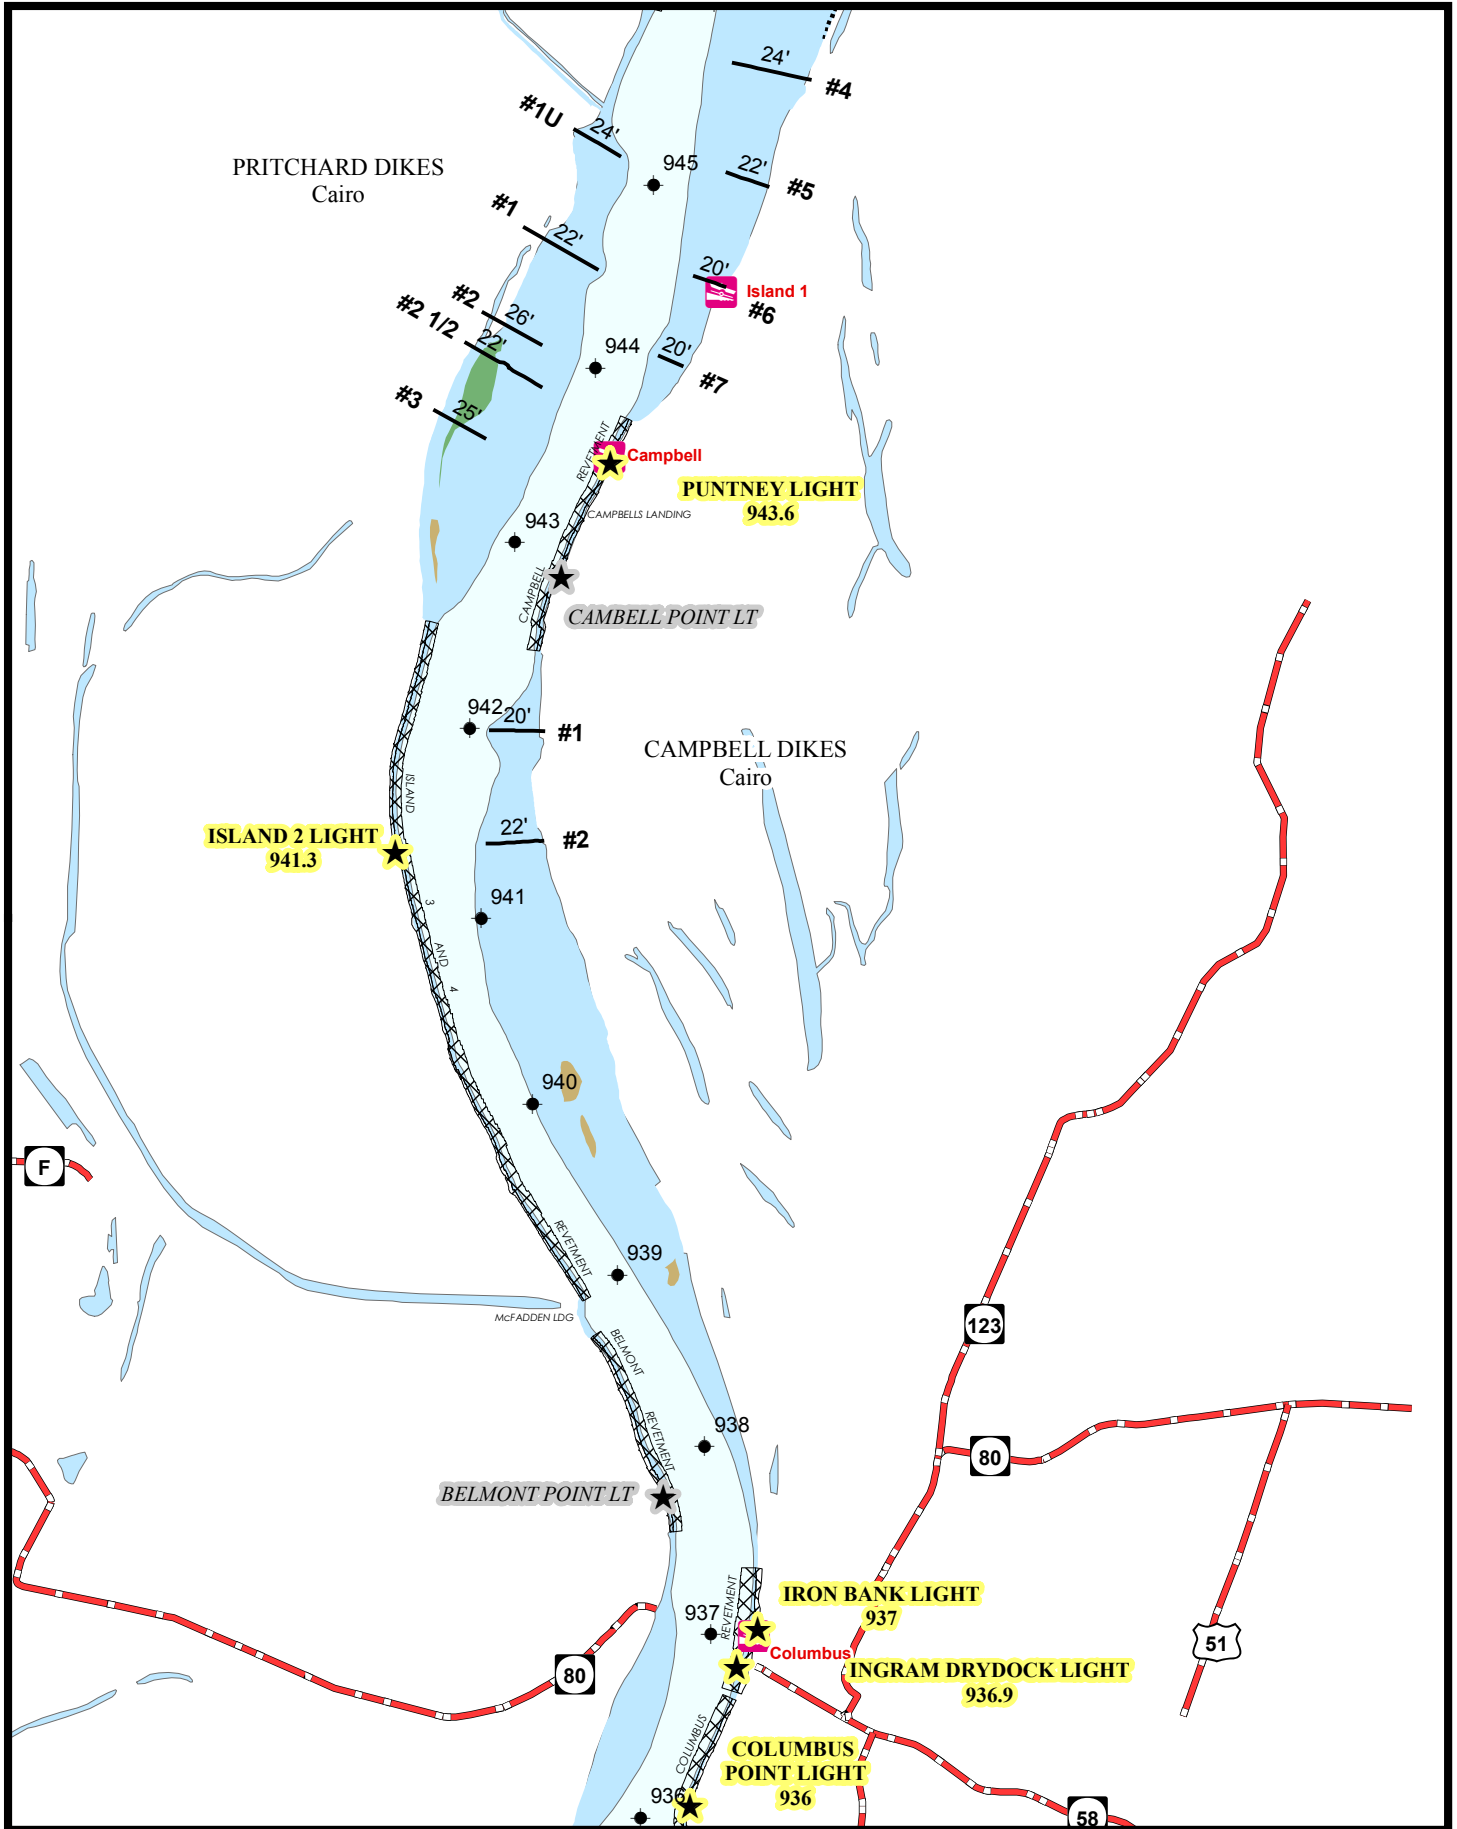 24'
#4
#1U
24'
PRITCHARD DIKES
Cairo
945
22'
#5
#1
22'
20'
Island 1
#6
#2
26'
#2 1/2
22'
944
20'
#7
#3
25'
REVETMENT
Campbell
PUNTNEY LIGHT
943.6
CAMPBELLS LANDING
943
CAMPBELL
CAMBELL POINT LT
942
20'
#1
CAMPBELL DIKES
Cairo
ISLAND
ISLAND 2 LIGHT
941.3
22'
#2
941
3
AND
4
940
F
REVETMENT
939
McFADDEN LDG
123
BELMONT
REVETMENT
938
80
BELMONT POINT LT
REVETMENT
IRON BANK LIGHT
937
937
Columbus
51
80
INGRAM DRYDOCK LIGHT
936.9
COLUMBUS
COLUMBUS
POINT LIGHT
936
936
58